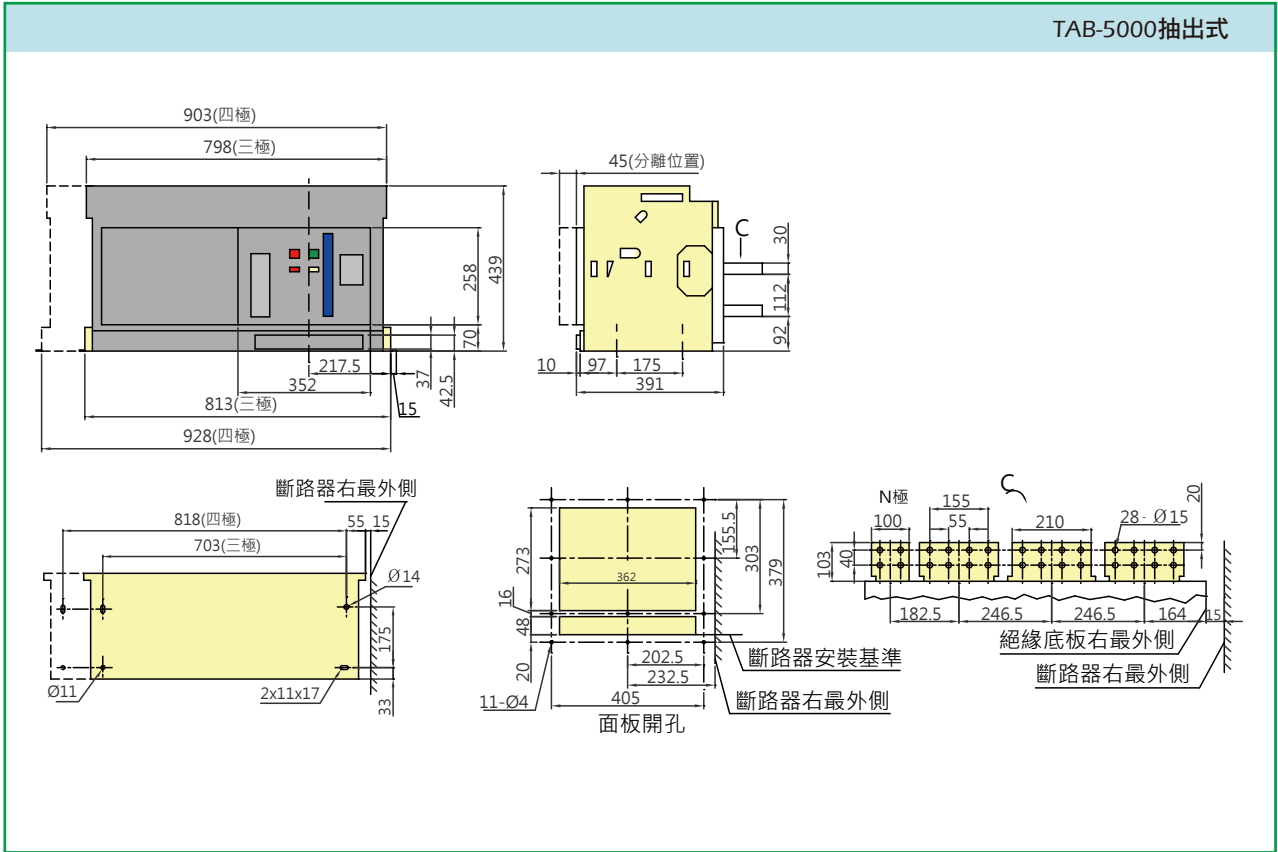 TAB-5000抽出式
903(四極)
798(三極)
258
439
70
217.5
37
42.5
352
15
813(三極)
928(四極)
45(分離位置)
C
30
112
92
10
97
175
391
斷路器右最外側
818(四極)
55
15
703(三極)
Ø14
175
Ø11
2x11x17
33
155.5
303
379
273
362
16
48
20
202.5
232.5
405
11-Ø4
斷路器安裝基準
斷路器右最外側
面板開孔
C
N極
155
20
100
55
210
28- Ø15
103
40
182.5
246.5
246.5
164
15
絕緣底板右最外側
斷路器右最外側